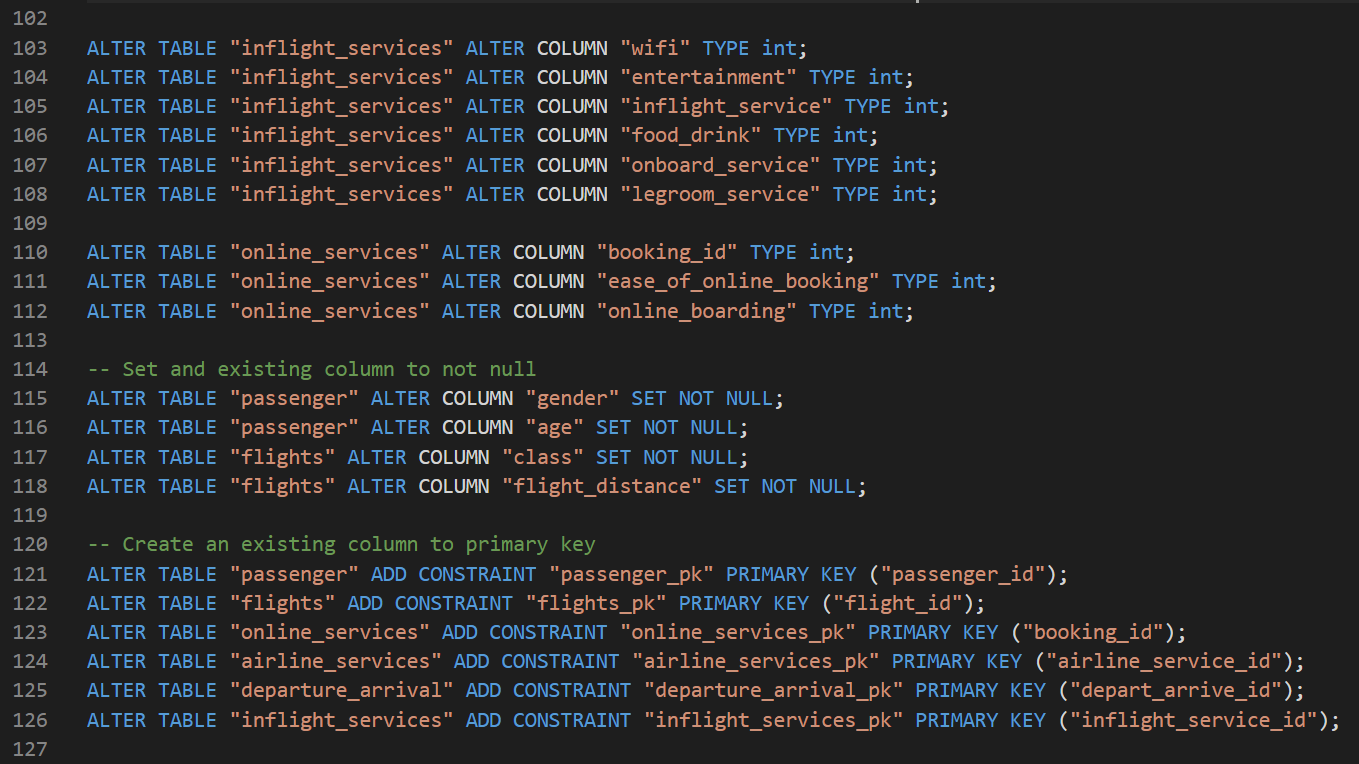 102
103 ALTER TABLE "inflight_services" ALTER COLUMN "wifi" TYPE int;
104 ALTER TABLE "inflight_services" ALTER COLUMN "entertainment" TYPE int;
105 ALTER TABLE "inflight_services" ALTER COLUMN "inflight_service" TYPE int;
106 ALTER TABLE "inflight_services" ALTER COLUMN "food_drink" TYPE int;
107 ALTER TABLE "inflight_services" ALTER COLUMN "onboard_service" TYPE int;
108 ALTER TABLE "inflight_services" ALTER COLUMN "legroom_service" TYPE int;
109
110 ALTER TABLE "online_services" ALTER COLUMN "booking_id" TYPE int;
111 ALTER TABLE "online_services" ALTER COLUMN "ease_of_online_booking" TYPE int;
112 ALTER TABLE "online_services" ALTER COLUMN "online_boarding" TYPE int;
113
114 -- Set and existing column to not null
115 ALTER TABLE "passenger" ALTER COLUMN "gender" SET NOT NULL;
116 ALTER TABLE "passenger" ALTER COLUMN "age" SET NOT NULL;
117 ALTER TABLE "flights" ALTER COLUMN "class" SET NOT NULL;
118 ALTER TABLE "flights" ALTER COLUMN "flight_distance" SET NOT NULL;
119
120 -- Create an existing column to primary key
121 ALTER TABLE "passenger" ADD CONSTRAINT "passenger_pk" PRIMARY KEY ("passenger_id");
122 ALTER TABLE "flights" ADD CONSTRAINT "flights_pk" PRIMARY KEY ("flight_id");
123 ALTER TABLE "online_services" ADD CONSTRAINT "online_services_pk" PRIMARY KEY ("booking_id");
124 ALTER TABLE "airline_services" ADD CONSTRAINT "airline_services_pk" PRIMARY KEY ("airline_service_id");
125 ALTER TABLE "departure_arrival" ADD CONSTRAINT "departure_arrival_pk" PRIMARY KEY ("depart_arrive_id");
126 ALTER TABLE "inflight_services" ADD CONSTRAINT "inflight_services_pk" PRIMARY KEY ("inflight_service_id");
127